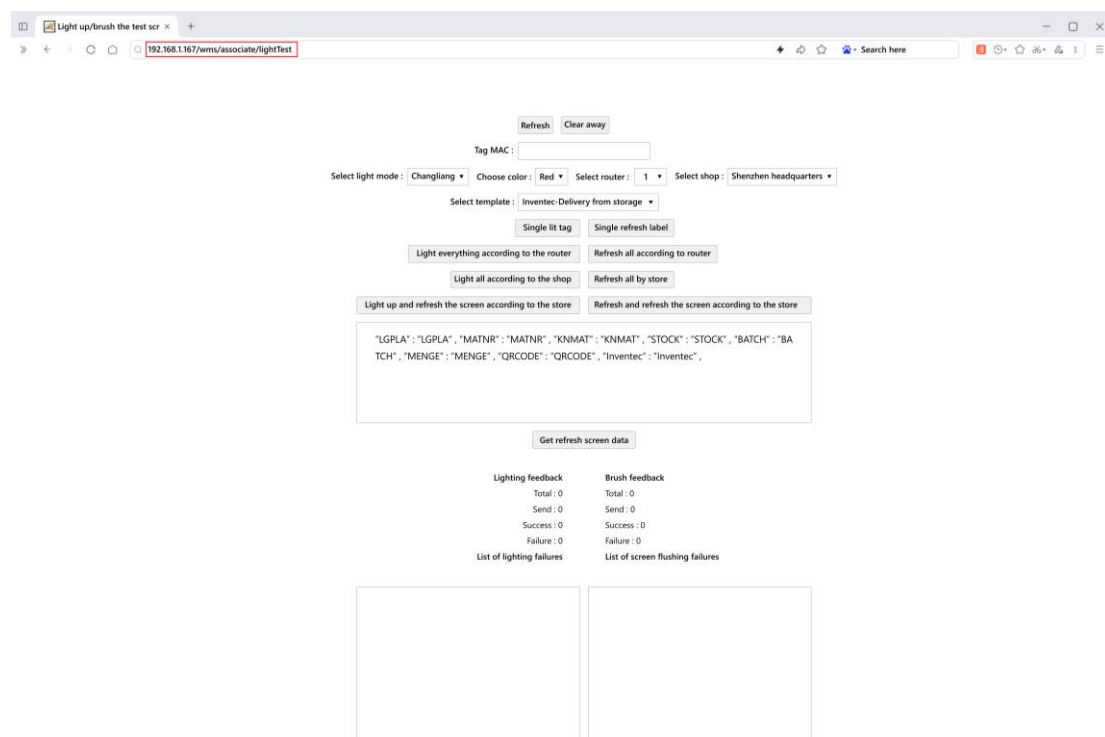 Light up/brush the test scr
192.168.1.167/wms/associate/lightTest
Search here
Refresh Clear away
Tag MAC :
Select light mode : Changliang Choose color : Red Select router : 1 Select shop : Shenzhen headquarters
Select template : Inventec-Delivery from storage
Single lit tag Single refresh label
Light everything according to the router Refresh all according to router
Light all according to the shop Refresh all by store
Light up and refresh the screen according to the store Refresh and refresh the screen according to the store
"LGPLA" : "LGPLA" , "MATNR" : "MATNR" , "KNMAT" : "KNMAT" , "STOCK" : "STOCK" , "BATCH" : "BA
TCH" , "MENGE" : "MENGE" , "QRCODE" : "QRCODE" , "Inventec" : "Inventec" ,
Get refresh screen data
Lighting feedback Brush feedback
Total : 0 Total : 0
Send : 0 Send : 0
Success : 0 Success : 0
Failure : 0 Failure : 0
List of lighting failures List of screen flushing failures